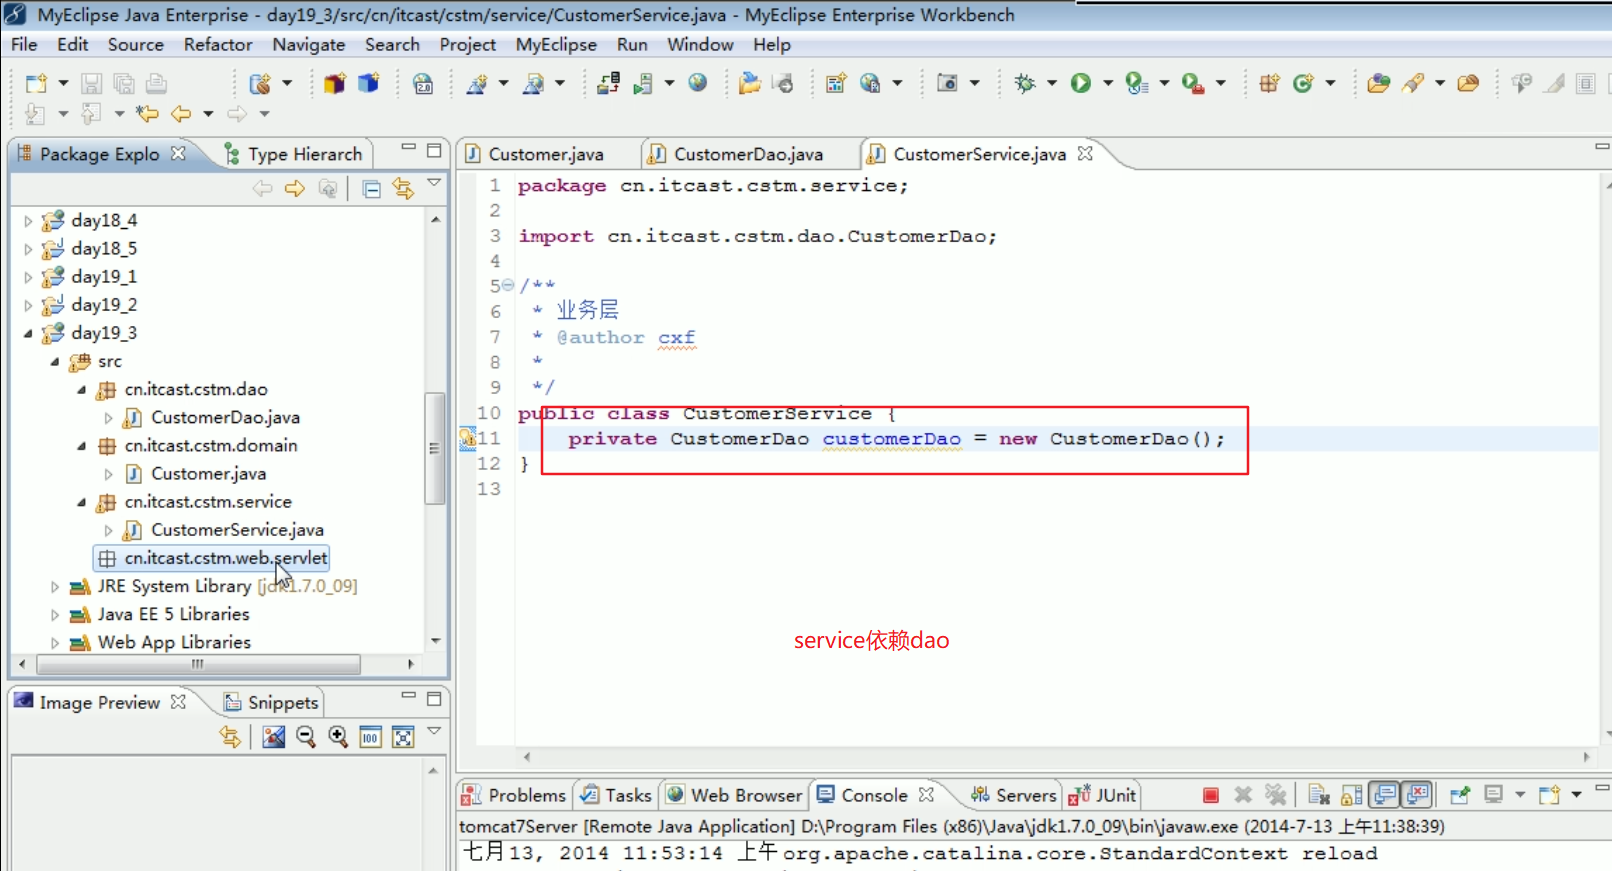 MyEclipse Java Enterprise - day19_3/src/cn/itcast/cstm/service/CustomerService.java - MyEclipse Enterprise Workbench
File Edit Source Refactor Navigate Search Project MyEclipse Run Window Help
Package Explo
Type Hierarch
day18_4
day18_5
day19_1
day19_2
day19_3
src
cn.itcast.cstm.dao
CustomerDao.java
cn.itcast.cstm.domain
Customer.java
cn.itcast.cstm.service
CustomerService.java
cn.itcast.cstm.web.servlet
JRE System Library [jdk1.7.0_09]
Java EE 5 Libraries
Web App Libraries
Image Preview
Snippets
Customer.java
CustomerDao.java
CustomerService.java
1 package cn.itcast.cstm.service;
2
3 import cn.itcast.cstm.dao.CustomerDao;
4
5 /**
6 * 业务层
7 * @author cxf
8 *
9 */
10 public class CustomerService {
11 private CustomerDao customerDao = new CustomerDao();
12 }
13
service依赖dao
Problems Tasks Web Browser Console Servers JUnit
tomcat7Server [Remote Java Application] D:\Program Files (x86)\Java\jdk1.7.0_09\bin\javaw.exe (2014-7-13 上午11:38:39)
七月 13, 2014 11:53:14 上午 org.apache.catalina.core.StandardContext reload